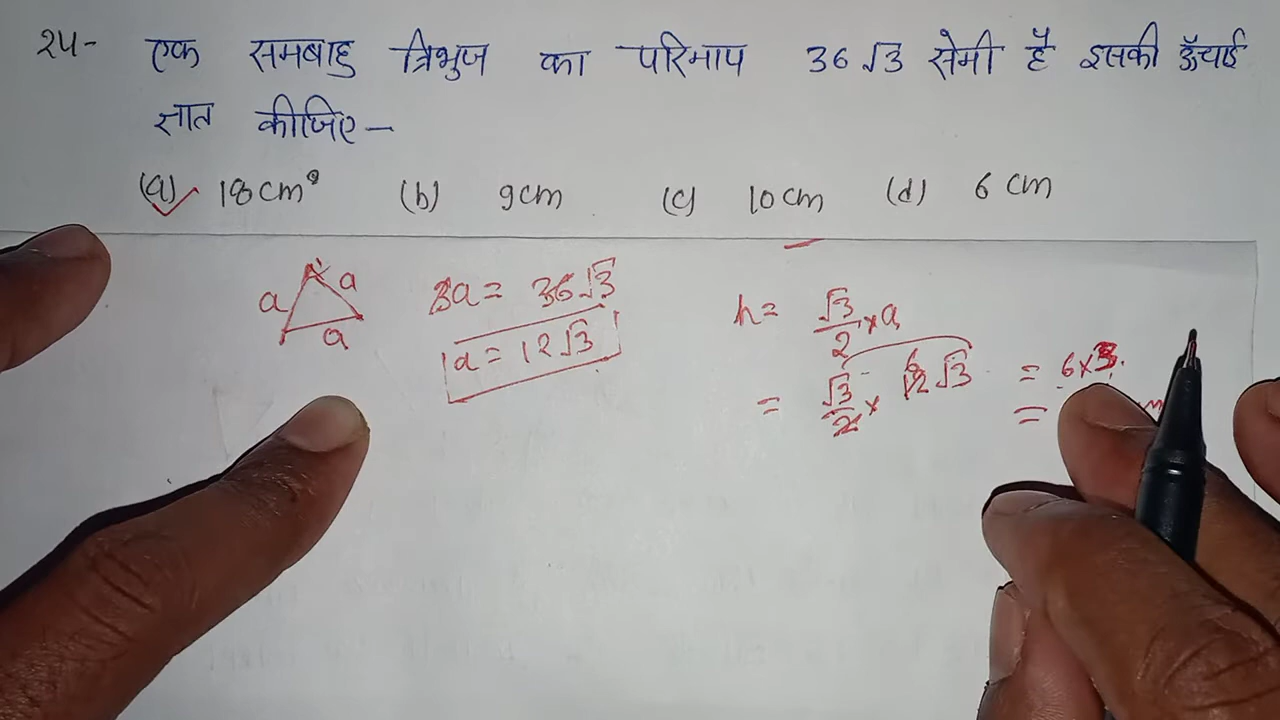 २५- एक समबाहु त्रिभुज का परिमाप 36√3 सेमी है इसकी ऊँचाई
ज्ञात कीजिए–
(a) 18cm (b) 9cm (c) 10cm (d) 6 cm
a a a
3a = 36√3
a = 12√3
h = √3/2 × a
= √3/2 × 12√3 6
= 6×3
=